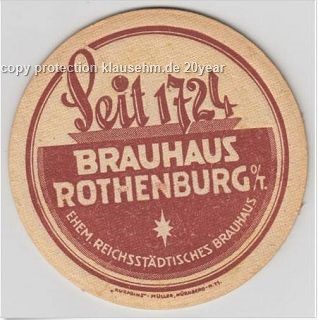 copy protection klausehm.de 20year
Seit 1724
BRAUHAUS
ROTHENBURG O/T.
EHEM. REICHSSTÄDTISCHES BRAUHAUS